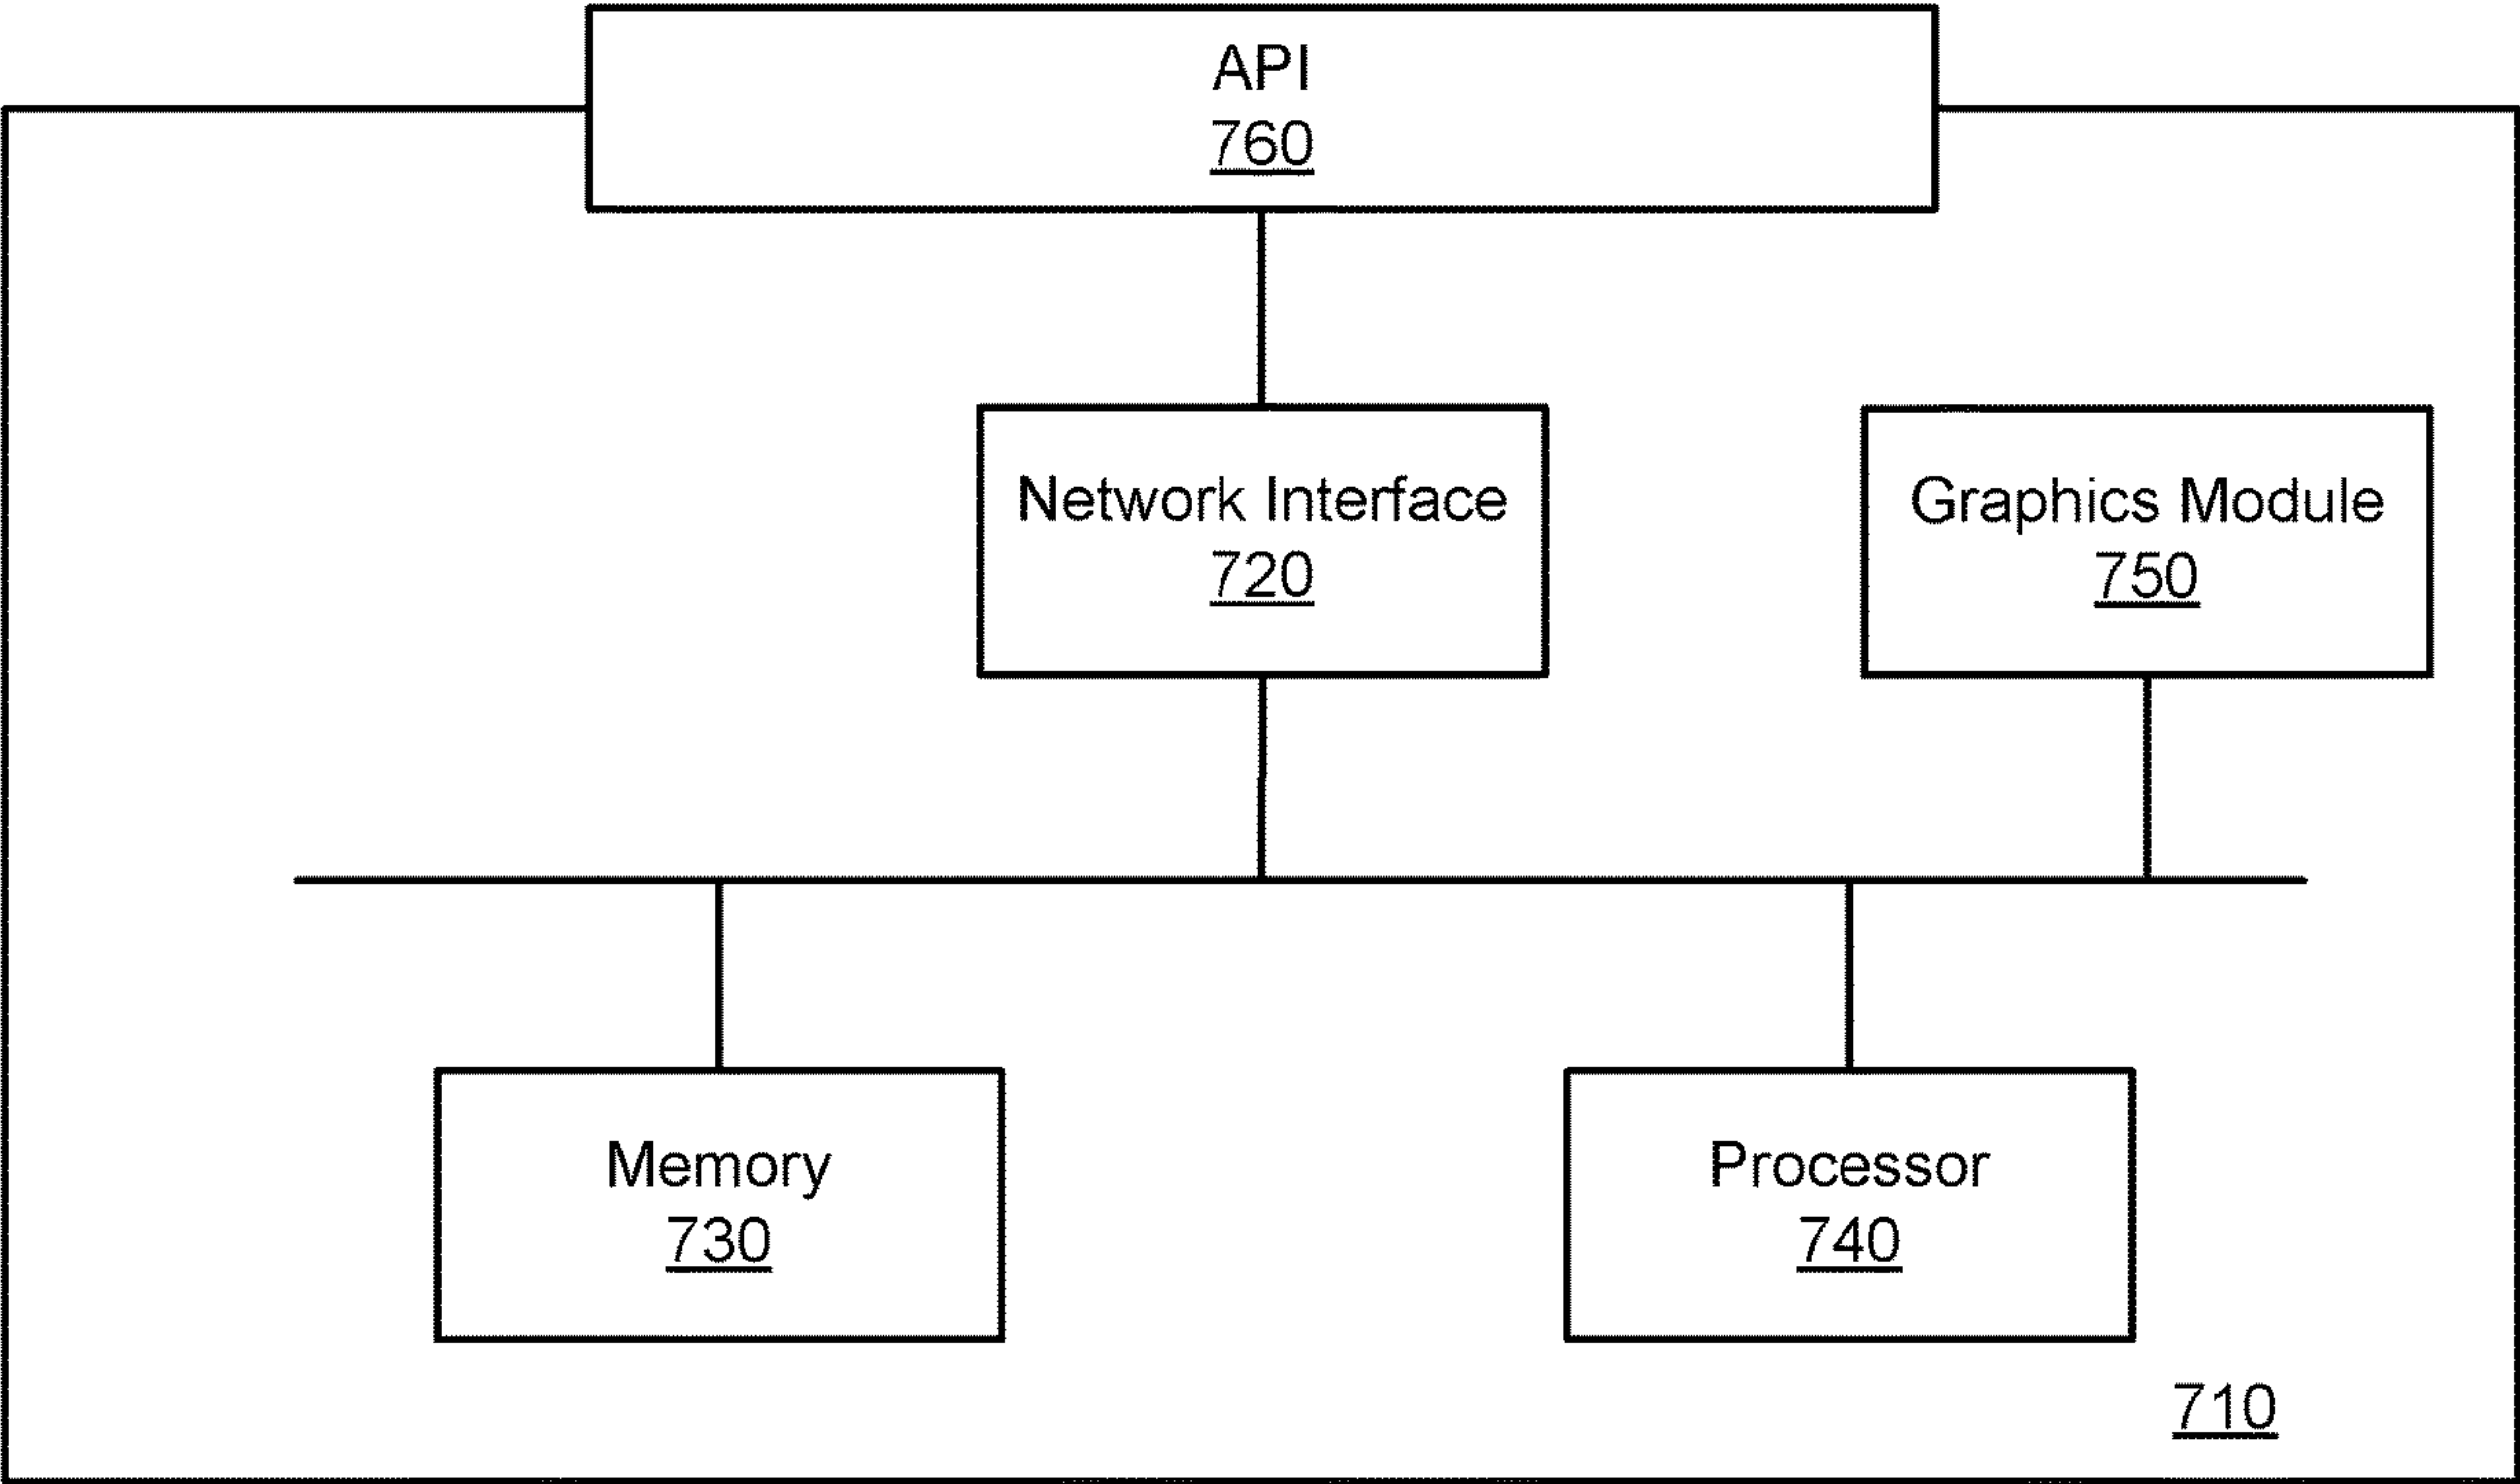 API
760
Network Interface
720
Graphics Module
750
Memory
730
Processor
740
710